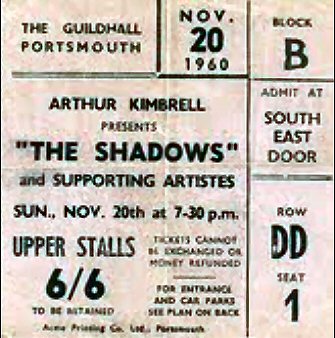 THE GUILDHALL
PORTSMOUTH
NOV.
20
1960
BLOCK
B
ADMIT AT
SOUTH
EAST
DOOR
ARTHUR KIMBRELL
PRESENTS
"THE SHADOWS"
and SUPPORTING ARTISTES
SUN., NOV. 20th at 7-30 p.m.
UPPER STALLS
6/6
TO BE RETAINED
TICKETS CANNOT
BE EXCHANGED OR
MONEY REFUNDED
FOR ENTRANCE
AND CAR PARKS
SEE PLAN ON BACK
ROW
DD
SEAT
1
Acme Printing Co. Ltd., Portsmouth